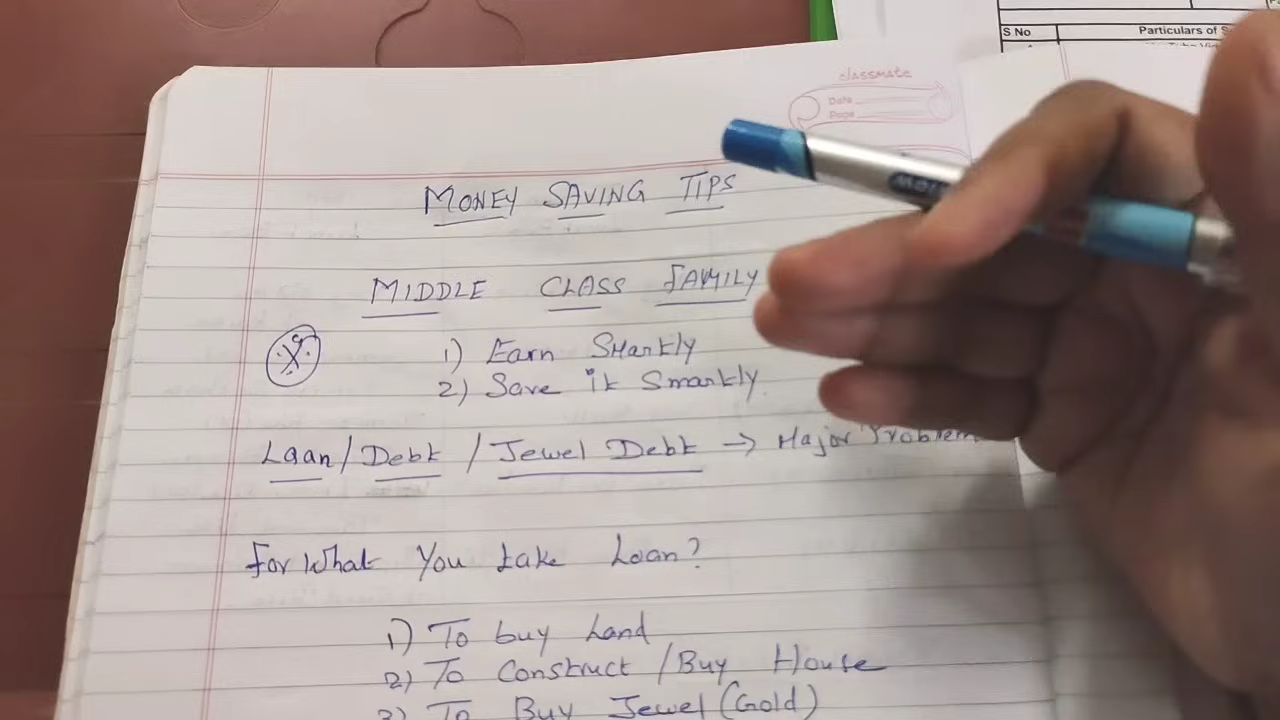 S No Particulars of
classmate
Date
Page
MONEY SAVING TIPS
MIDDLE CLASS FAMILY
1) Earn Smartly
2) Save it Smartly
Loan/Debt/Jewel Debt → Major Problem
For What You take Loan?
1) To buy Land
2) To Construct/Buy House
3) To Buy Jewel (Gold)